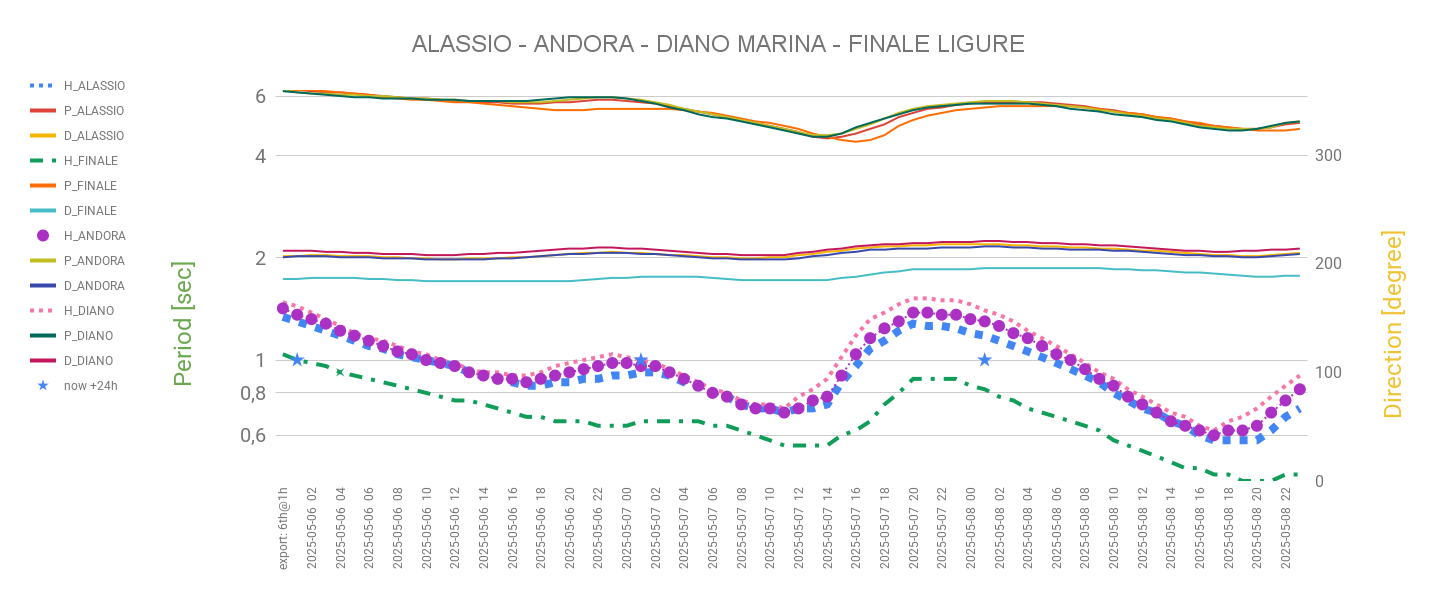 ALASSIO - ANDORA - DIANO MARINA - FINALE LIGURE
H_ALASSIO
P_ALASSIO
D_ALASSIO
H_FINALE
P_FINALE
D_FINALE
H_ANDORA
P_ANDORA
D_ANDORA
H_DIANO
P_DIANO
D_DIANO
now +24h
Period [sec]
6
4
2
1
0,8
0,6
300
200
100
0
Direction [degree]
export: 6th@1h
2025-05-06 02
2025-05-06 04
2025-05-06 06
2025-05-06 08
2025-05-06 10
2025-05-06 12
2025-05-06 14
2025-05-06 16
2025-05-06 18
2025-05-06 20
2025-05-06 22
2025-05-07 00
2025-05-07 02
2025-05-07 04
2025-05-07 06
2025-05-07 08
2025-05-07 10
2025-05-07 12
2025-05-07 14
2025-05-07 16
2025-05-07 18
2025-05-07 20
2025-05-07 22
2025-05-08 00
2025-05-08 02
2025-05-08 04
2025-05-08 06
2025-05-08 08
2025-05-08 10
2025-05-08 12
2025-05-08 14
2025-05-08 16
2025-05-08 18
2025-05-08 20
2025-05-08 22